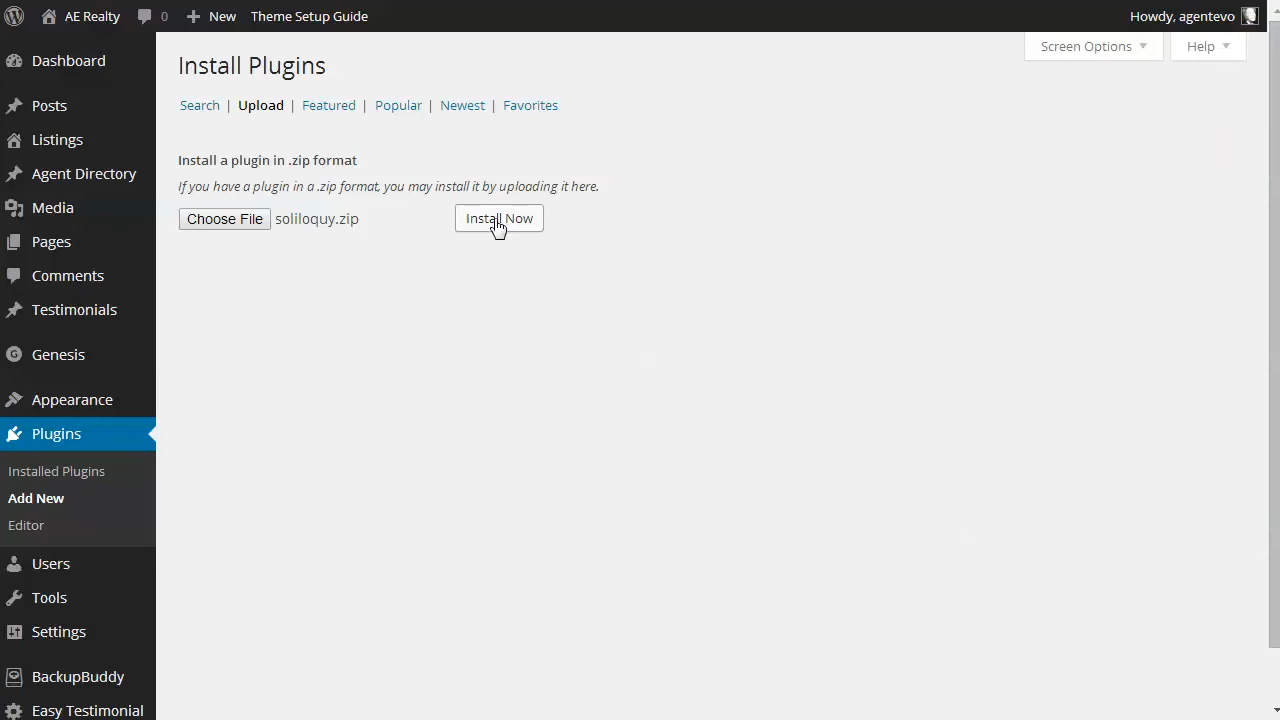 AE Realty 0 New Theme Setup Guide Howdy, agentevo
Screen Options Help
Install Plugins
Search | Upload | Featured | Popular | Newest | Favorites
Install a plugin in .zip format
If you have a plugin in a .zip format, you may install it by uploading it here.
Choose File soliloquy.zip Install Now
Dashboard
Posts
Listings
Agent Directory
Media
Pages
Comments
Testimonials
Genesis
Appearance
Plugins
Installed Plugins
Add New
Editor
Users
Tools
Settings
BackupBuddy
Easy Testimonial